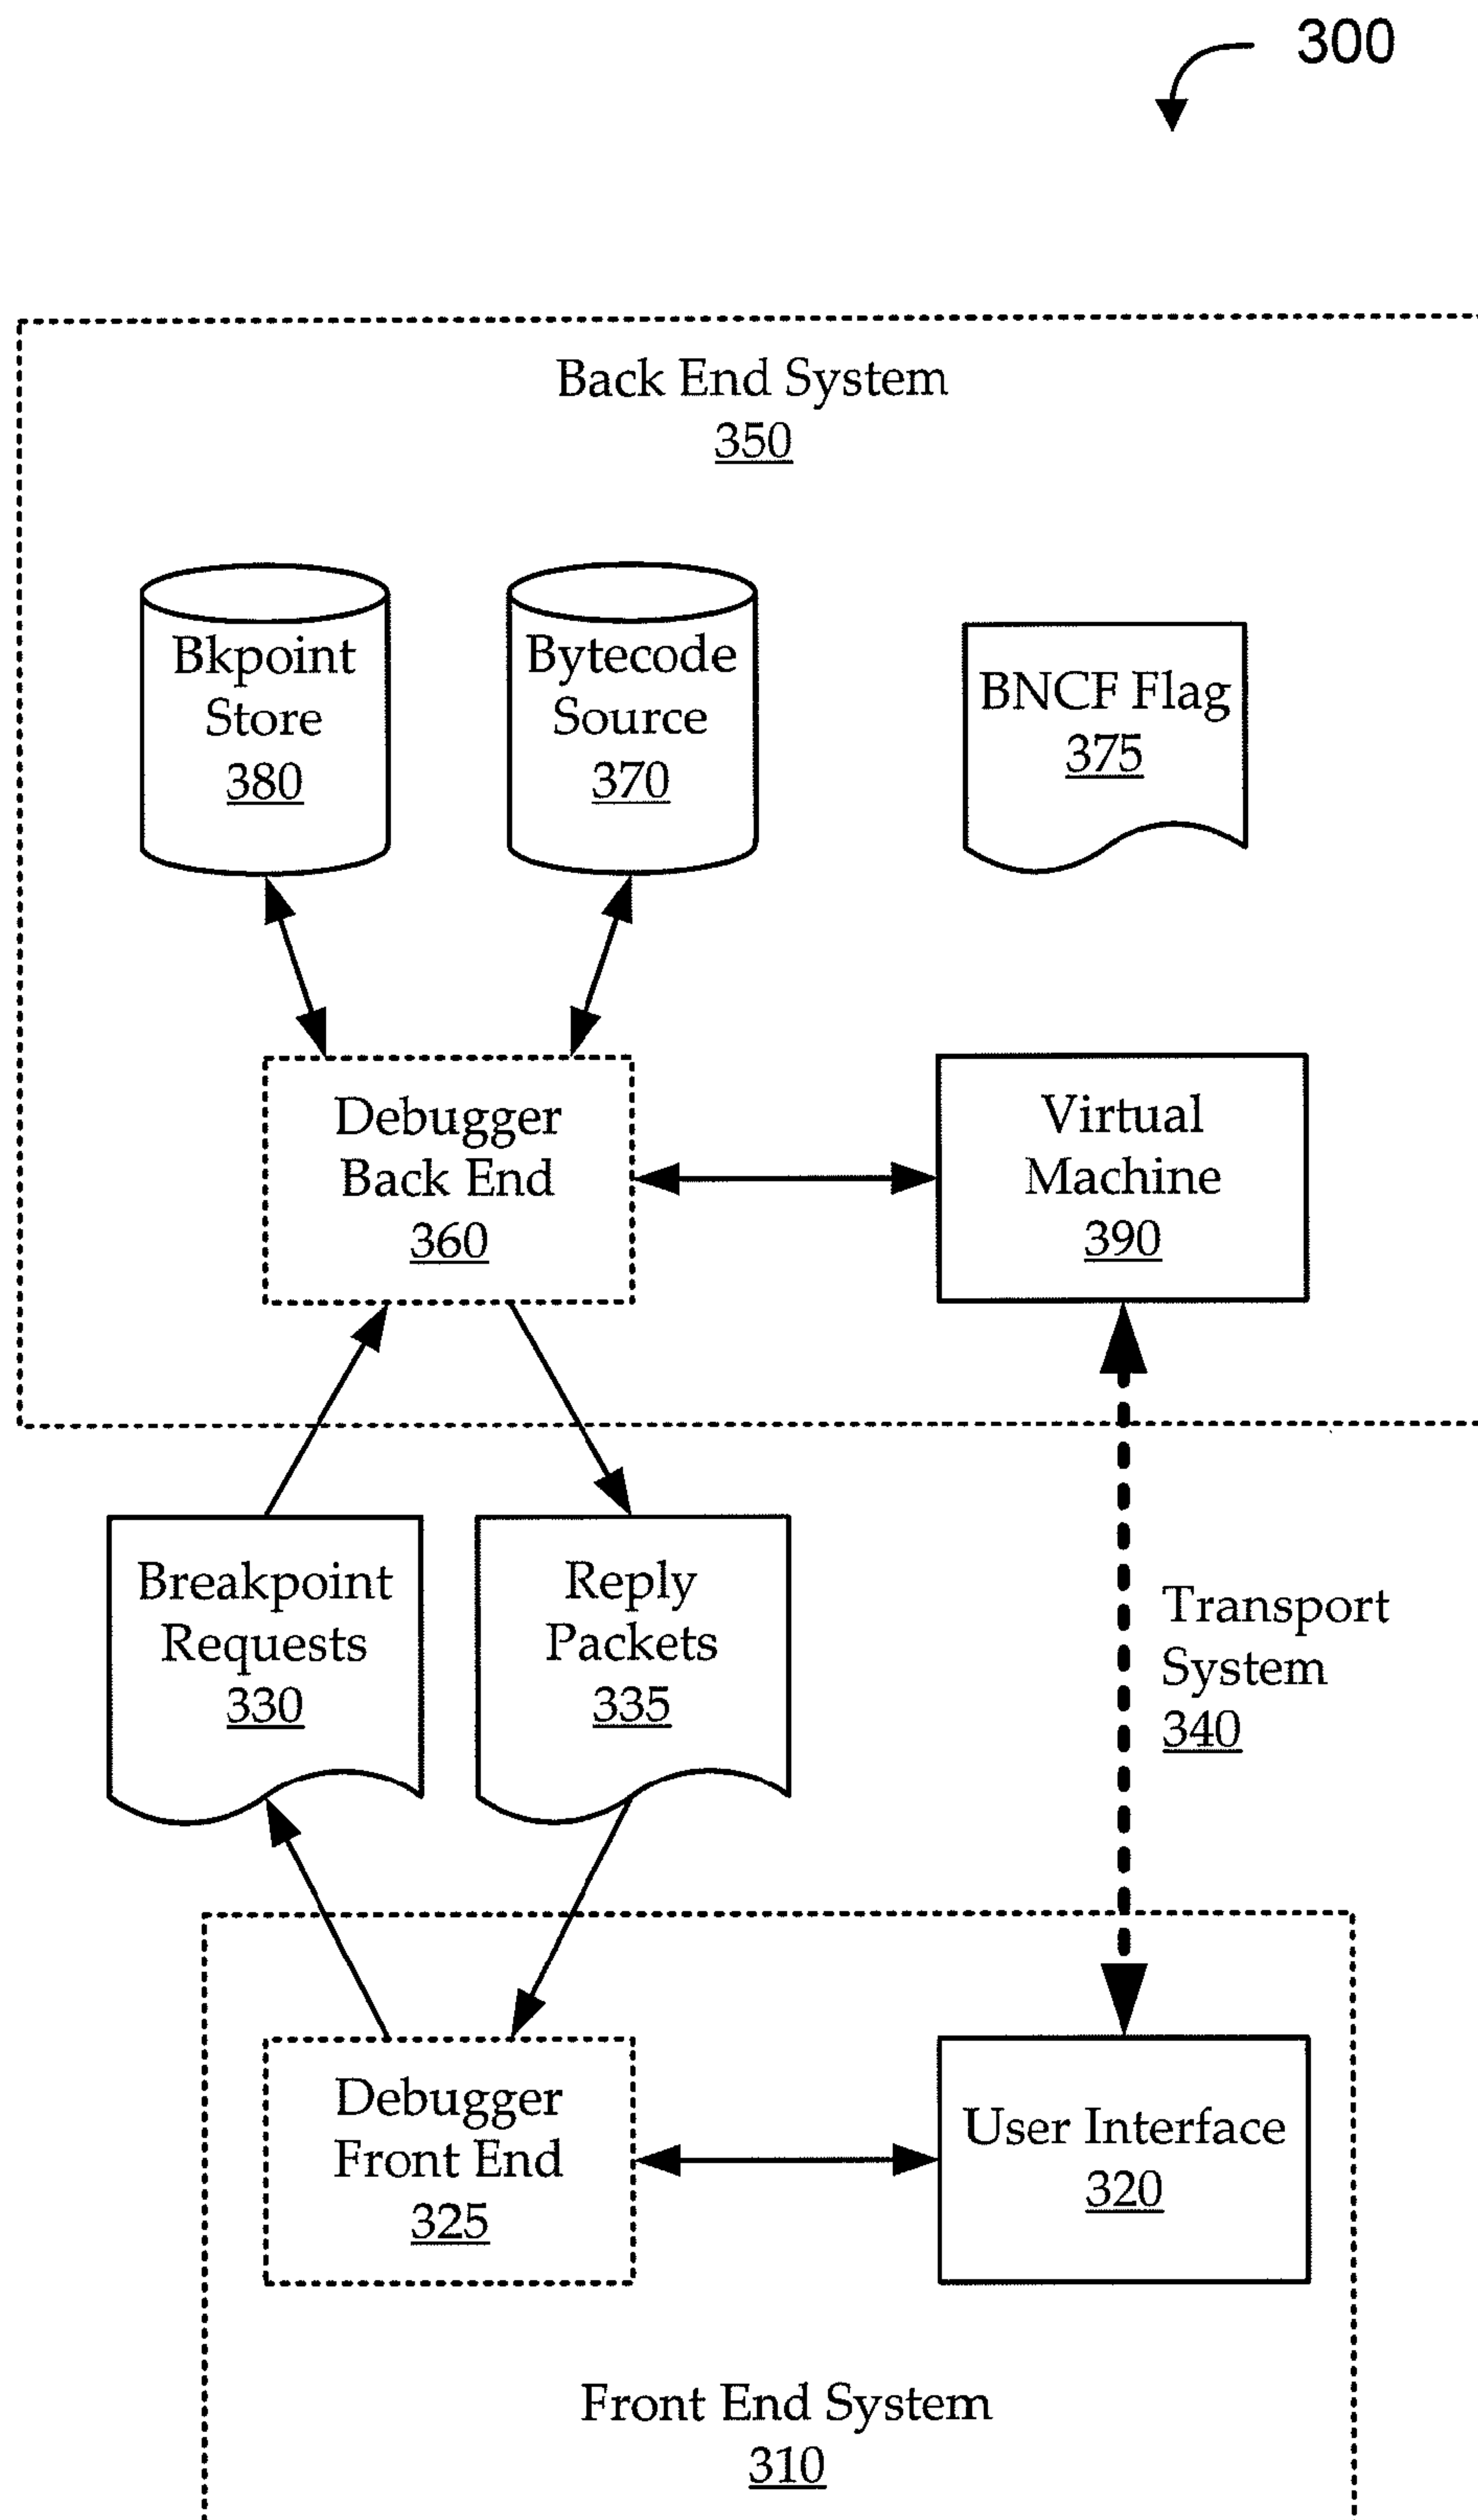 300
Back End System
350
Bkpoint
Store
380
Bytecode
Source
370
BNCF Flag
375
Debugger
Back End
360
Virtual
Machine
390
Breakpoint
Requests
330
Reply
Packets
335
Transport
System
340
Debugger
Front End
325
User Interface
320
Front End System
310